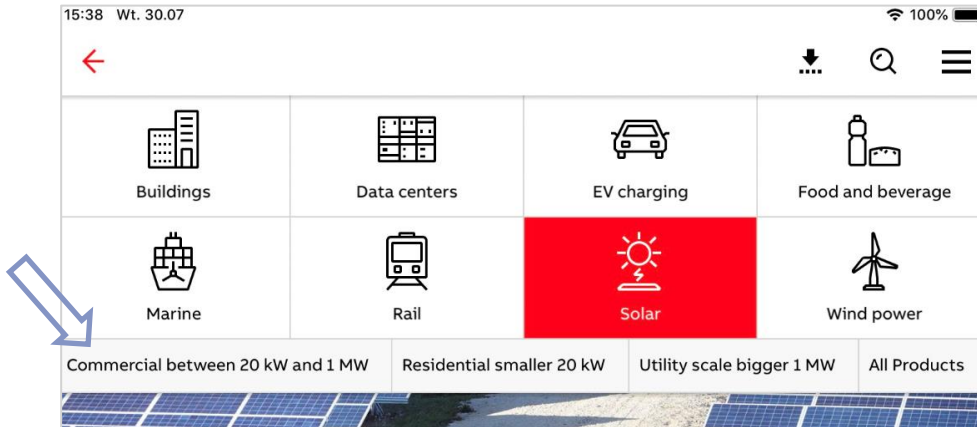 15:38 Wt. 30.07 100%
Buildings Data centers EV charging Food and beverage
Marine Rail Solar Wind power
Commercial between 20 kW and 1 MW Residential smaller 20 kW Utility scale bigger 1 MW All Products